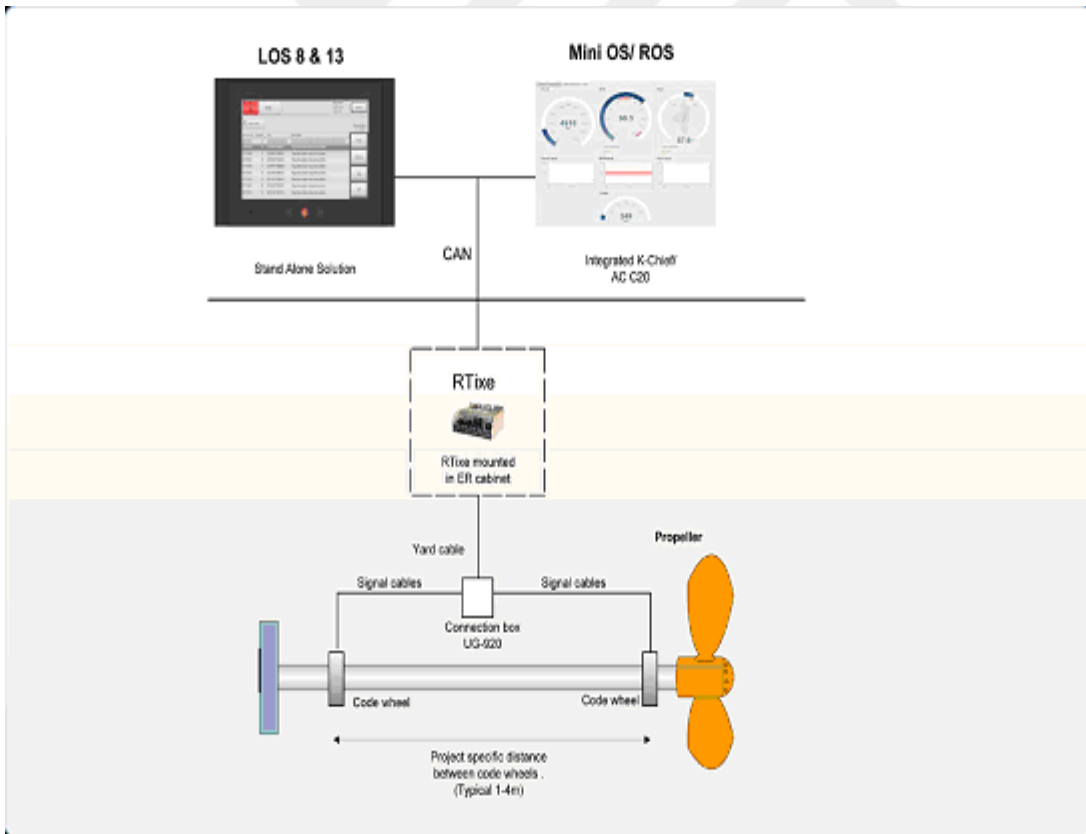 LOS 8 & 13
Mini OS/ ROS
CAN
Stand Alone Solution
Integrated K-Chief/
AC C20
RTixe
RTixe mounted
in ER cabinet
Yard cable
Propeller
Signal cables
Signal cables
Connection box
UG-920
Code wheel
Code wheel
Project specific distance
between code wheels .
(Typical 1-4m)